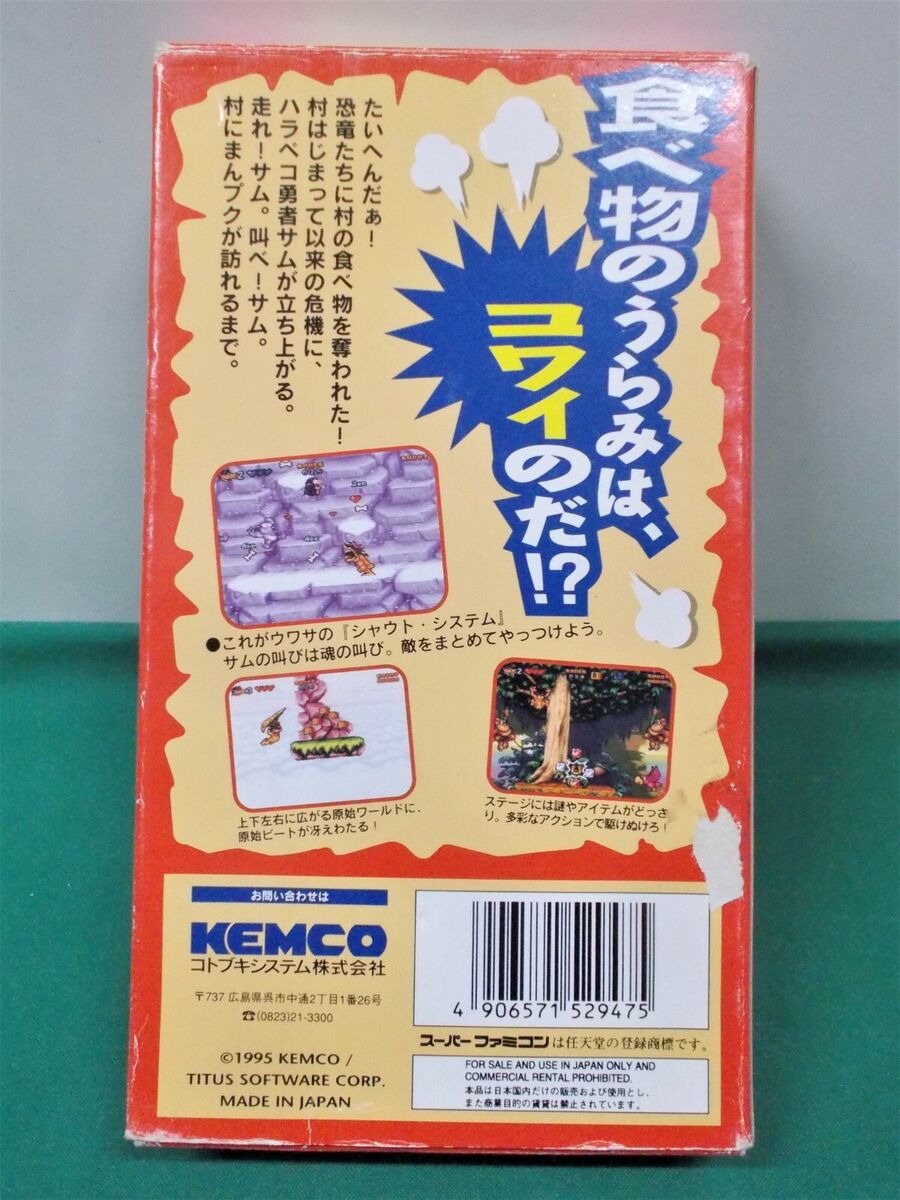 食べ物のうらみは、
コワイのだ!?
たいへんだぁ!
恐竜たちに村の食べ物を奪われた!
村はじまって以来の危機に、
ハラペコ勇者サムが立ち上がる。
走れ!サム。叫べ!サム。
村にまんプクが訪れるまで。
●これがウワサの『シャウト・システム』
サムの叫びは魂の叫び。敵をまとめてやっつけよう。
上下左右に広がる原始ワールドに、
原始ビートが冴えわたる!
ステージには謎やアイテムがどっさ
り。多彩なアクションで駆けぬけろ!
お問い合わせは
KEMCO
コトブキシステム株式会社
〒737 広島県呉市中通2丁目1番26号
☎(0823)21-3300
©1995 KEMCO /
TITUS SOFTWARE CORP.
MADE IN JAPAN
4 906571 529475
スーパーファミコンは任天堂の登録商標です。
FOR SALE AND USE IN JAPAN ONLY AND
COMMERCIAL RENTAL PROHIBITED.
本品は日本国内だけの販売および使用とし、
また商業目的の賃貸は禁止されています。